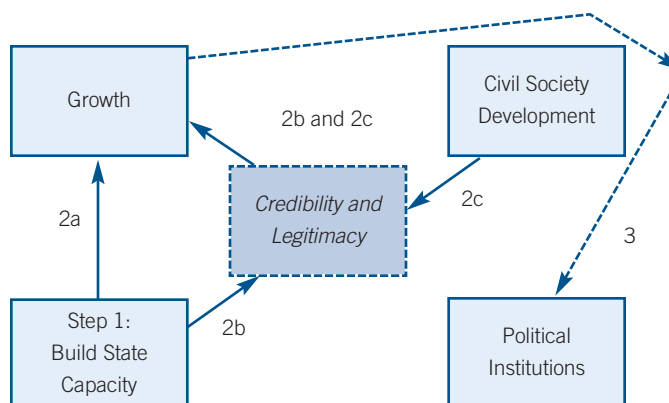 Growth
Civil Society
Development
2b and 2c
Credibility and
Legitimacy
2c
2a
3
Step 1:
Build State
Capacity
2b
Political
Institutions